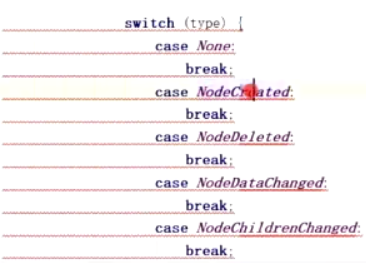 switch (type) {
case None:
break;
case NodeCreated:
break;
case NodeDeleted:
break;
case NodeDataChanged:
break;
case NodeChildrenChanged:
break;